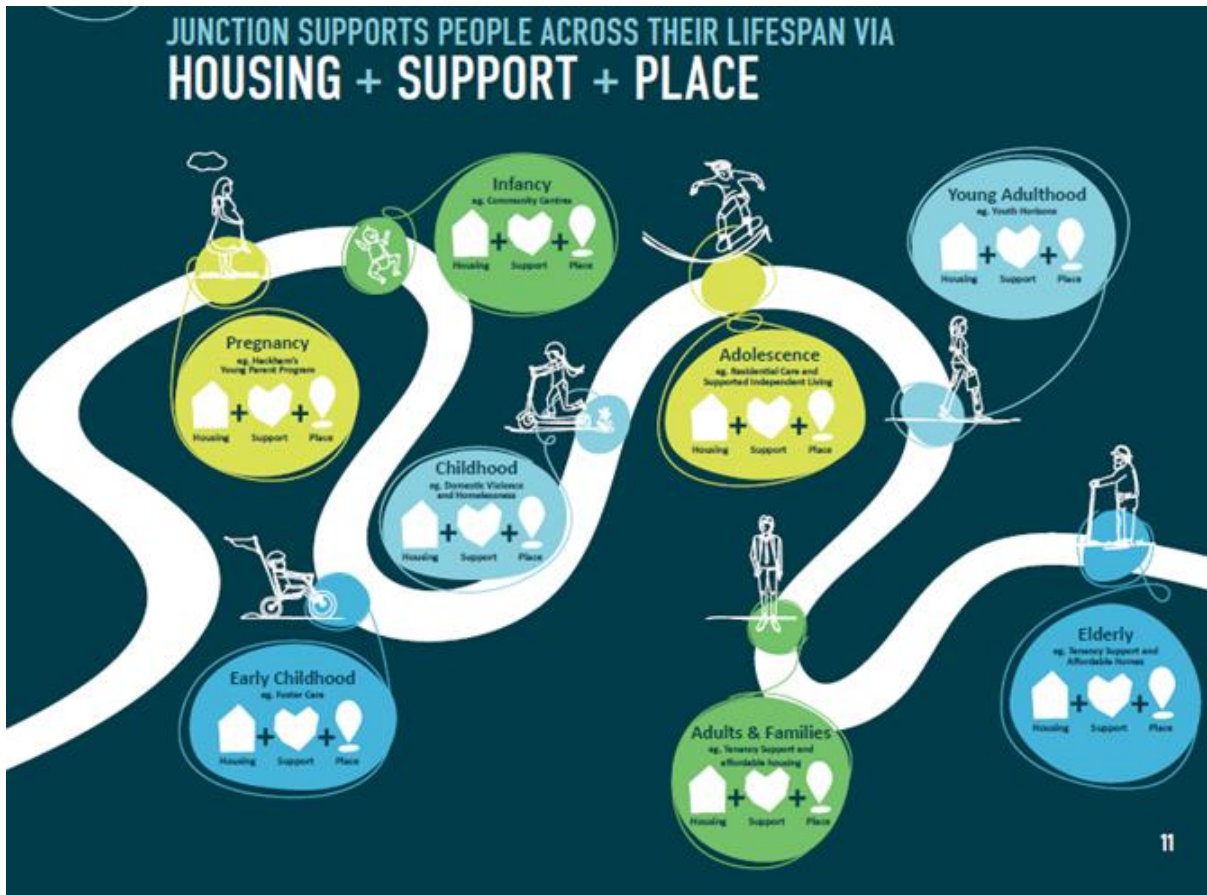 JUNCTION SUPPORTS PEOPLE ACROSS THEIR LIFESPAN VIA
HOUSING + SUPPORT + PLACE
Pregnancy
eg. Hackham's
Young Parent Program
+ +
Housing Support Place
Infancy
eg. Community Centres
+ +
Housing Support Place
Early Childhood
eg. Foster Care
+ +
Housing Support Place
Childhood
eg. Domestic Violence
and Homelessness
+ +
Housing Support Place
Adolescence
eg. Residential Care and
Supported Independent Living
+ +
Housing Support Place
Young Adulthood
eg. Youth Horizons
+ +
Housing Support Place
Adults & Families
eg. Tenancy Support and
affordable housing
+ +
Housing Support Place
Elderly
eg. Tenancy Support and
Affordable Homes
+ +
Housing Support Place
11